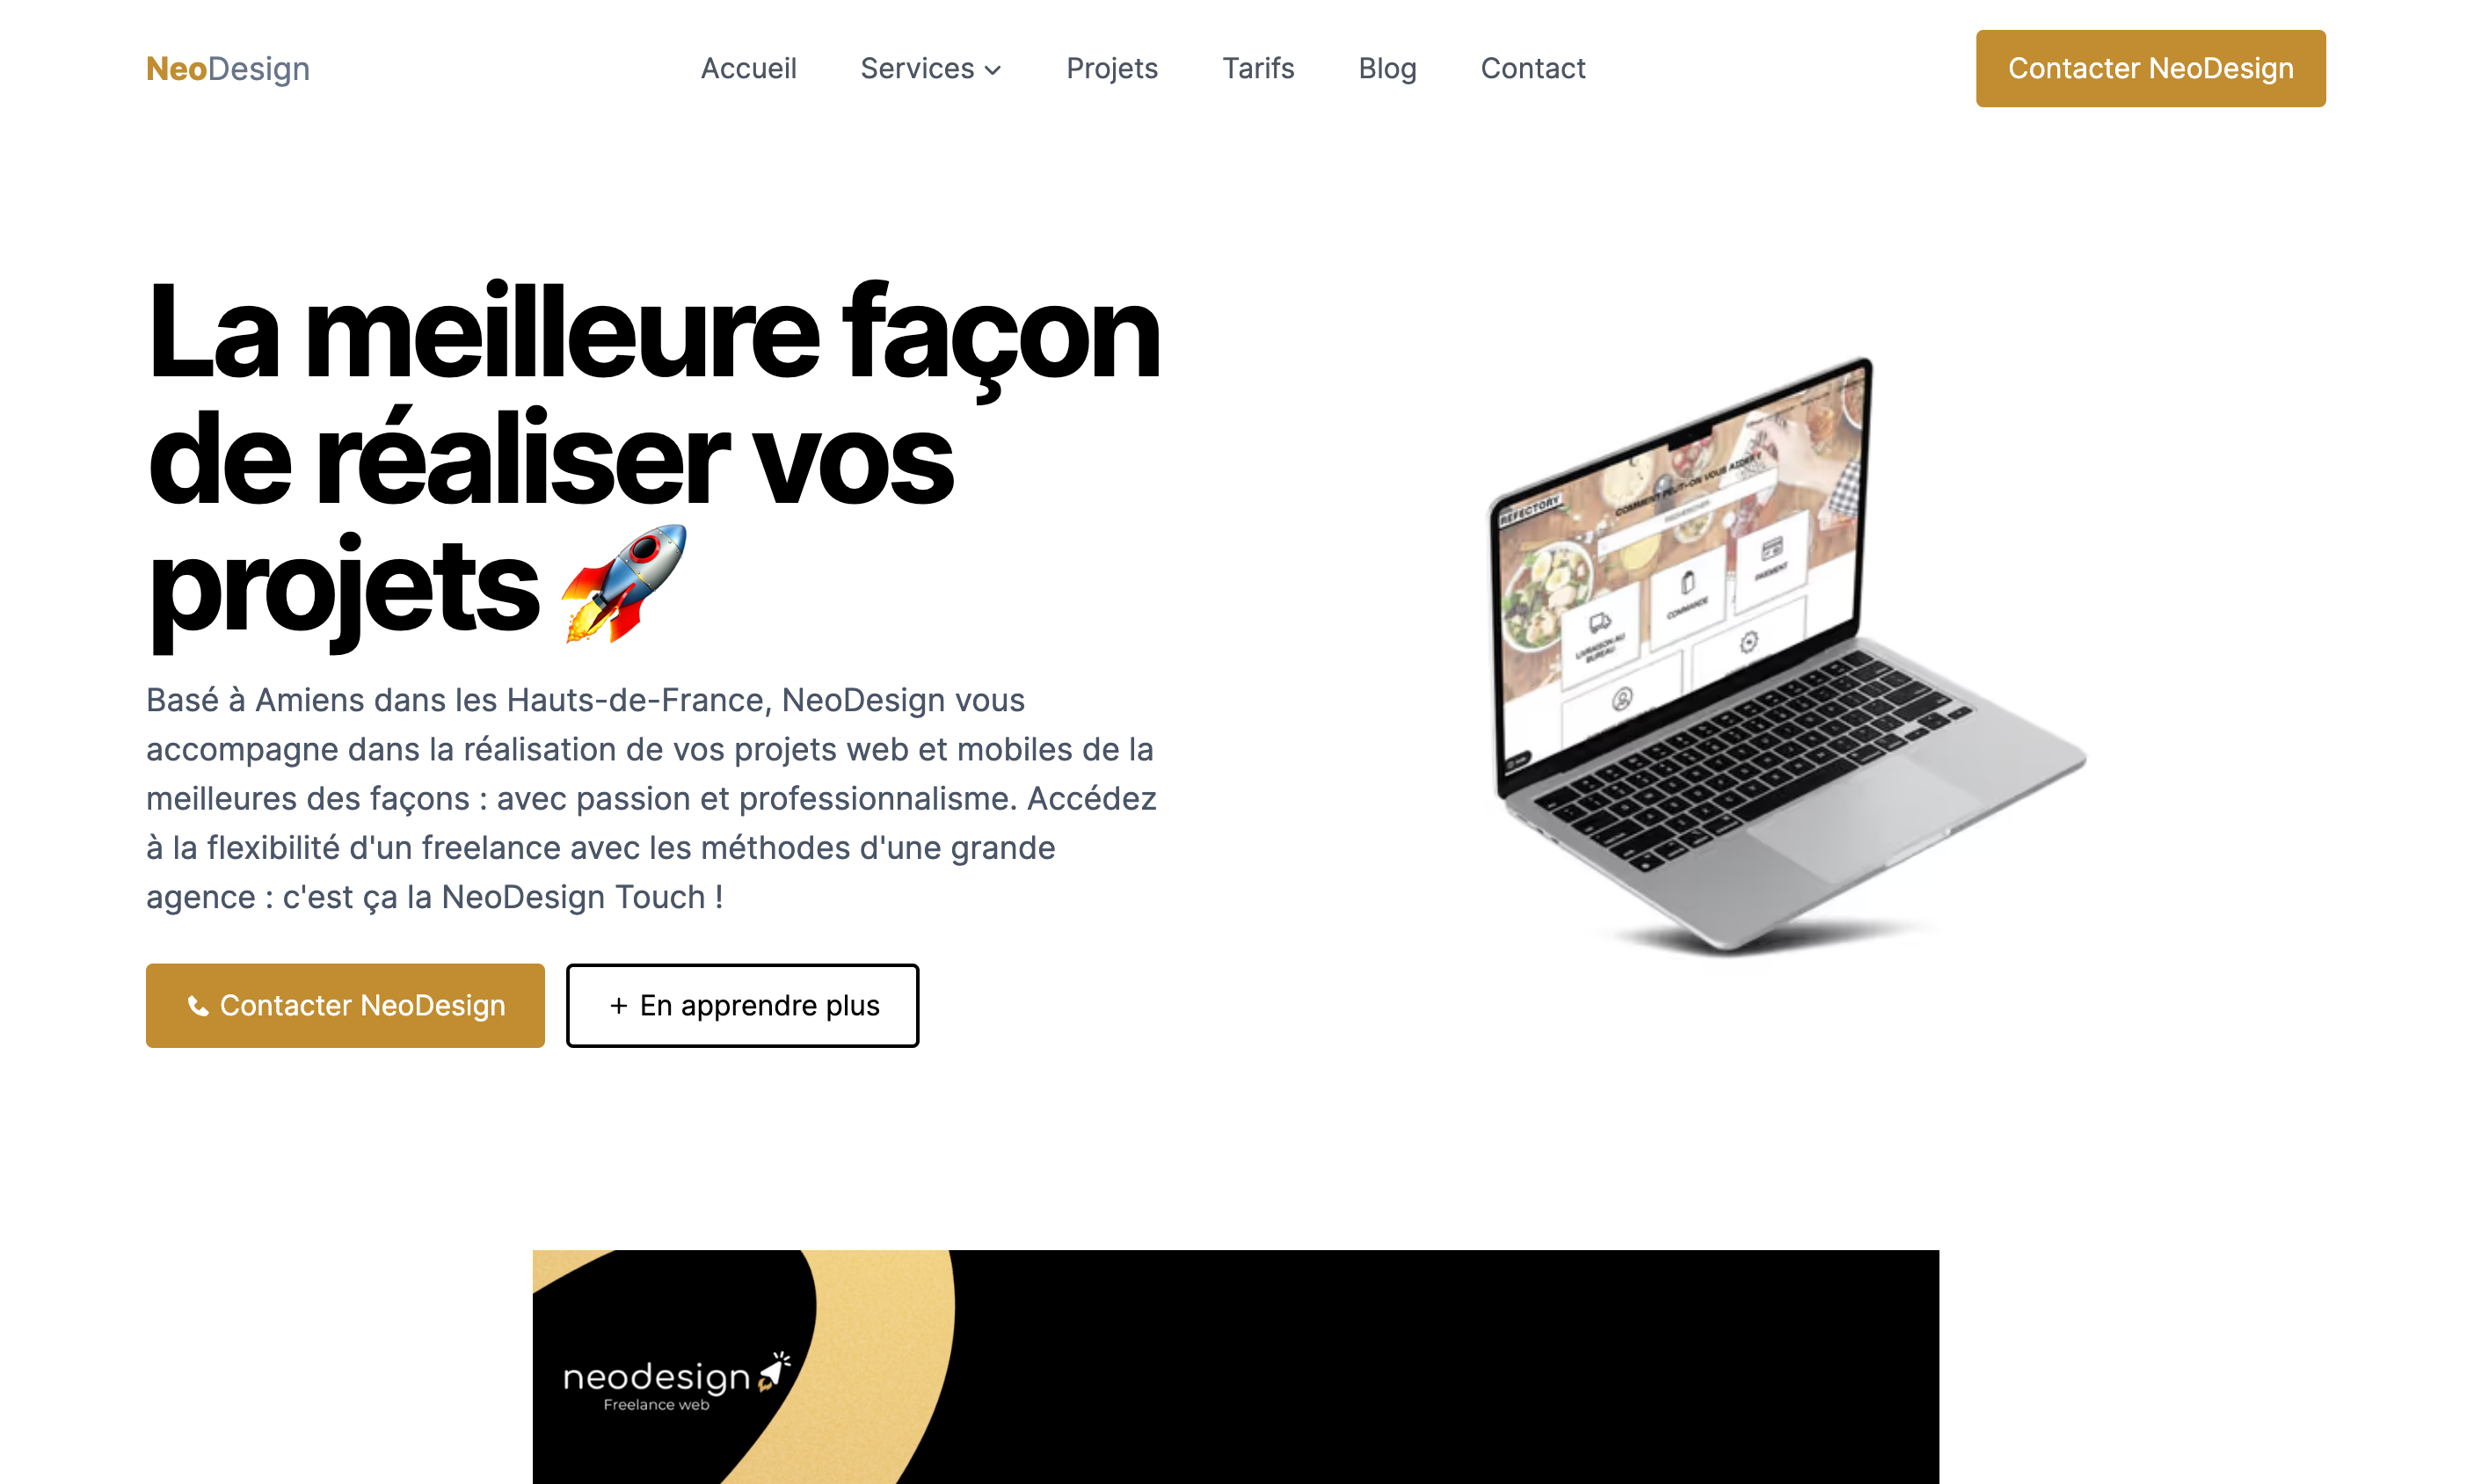 NeoDesign
Accueil
Services
Projets
Tarifs
Blog
Contact
Contacter NeoDesign
La meilleure façon
de réaliser vos
projets 🚀
Basé à Amiens dans les Hauts-de-France, NeoDesign vous
accompagne dans la réalisation de vos projets web et mobiles de la
meilleures des façons : avec passion et professionnalisme. Accédez
à la flexibilité d'un freelance avec les méthodes d'une grande
agence : c'est ça la NeoDesign Touch !
Contacter NeoDesign
+ En apprendre plus
REFECTORY
COMMENT PEUT-ON VOUS AIDER ?
RECHERCHER
LIVRAISON AU
BUREAU
COMMANDE
PAIEMENT
neodesign
Freelance web